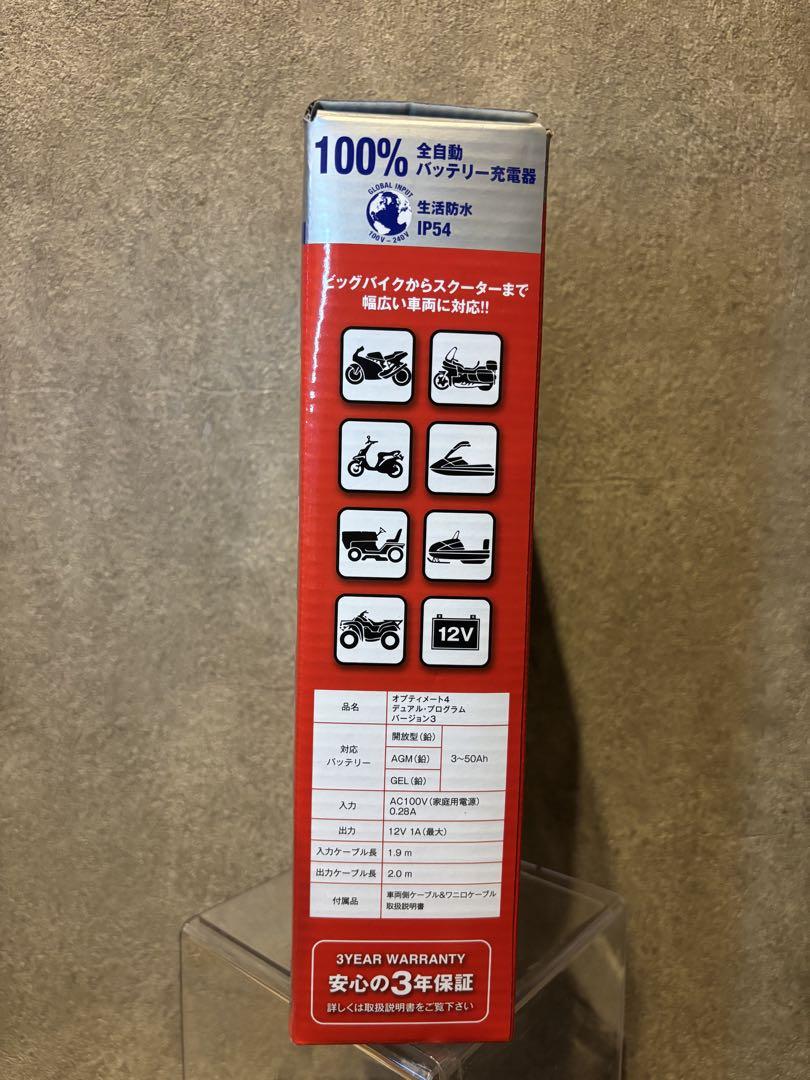 100% 全自動
バッテリー充電器
GLOBAL INPUT
100V - 240V
生活防水
IP54
ビッグバイクからスクーターまで
幅広い車両に対応!!
12V
品名 オプティメート4
デュアル・プログラム
バージョン3
対応
バッテリー
開放型(鉛)
AGM(鉛)
GEL(鉛)
3〜50Ah
入力 AC100V(家庭用電源)
0.28A
出力 12V 1A(最大)
入力ケーブル長 1.9 m
出力ケーブル長 2.0 m
付属品 車両側ケーブル&ワニ口ケーブル
取扱説明書
3YEAR WARRANTY
安心の3年保証
詳しくは取扱説明書をご覧下さい